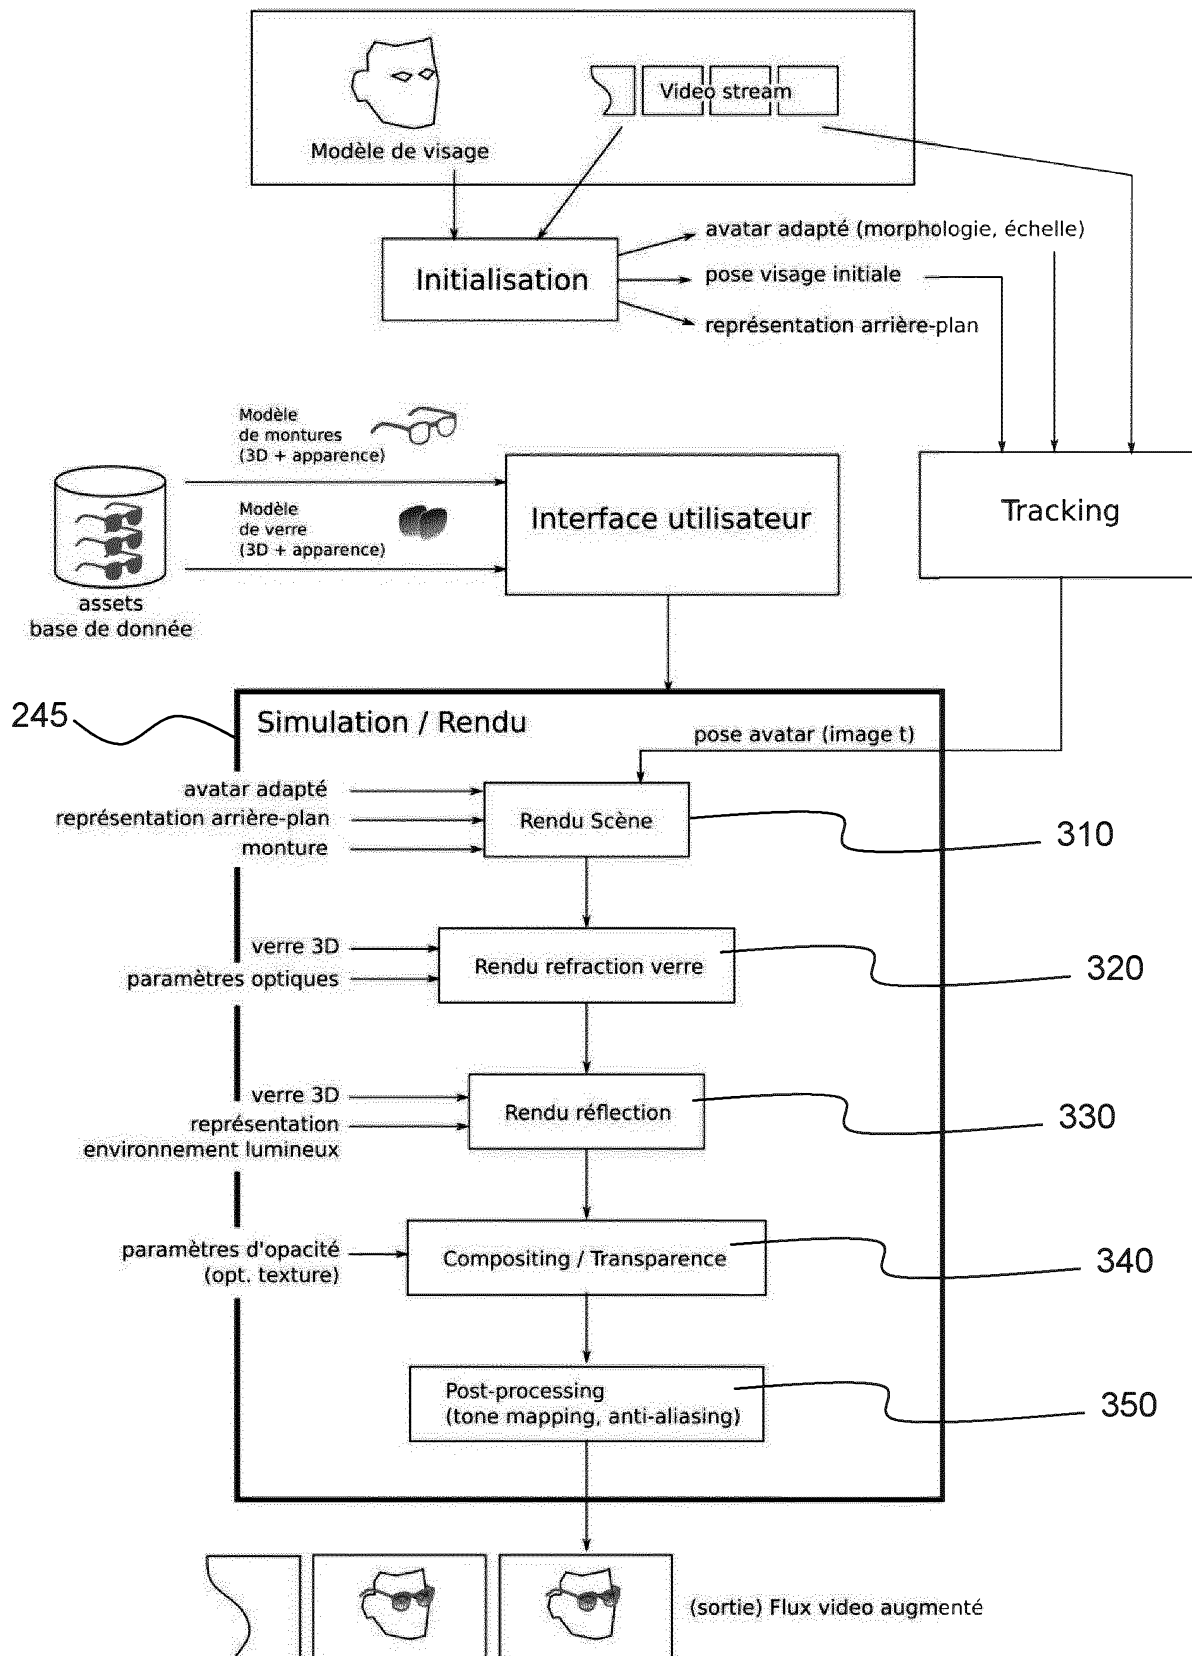 Video stream
Modèle de visage
Initialisation
avatar adapté (morphologie, échelle)
pose visage initiale
représentation arrière-plan
Modèle
de montures
(3D + apparence)
Modèle
de verre
(3D + apparence)
assets
base de donnée
Interface utilisateur
Tracking
245
Simulation / Rendu
pose avatar (image t)
avatar adapté
représentation arrière-plan
monture
Rendu Scène
310
verre 3D
paramètres optiques
Rendu refraction verre
320
verre 3D
représentation
environnement lumineux
Rendu réflection
330
paramètres d'opacité
(opt. texture)
Compositing / Transparence
340
Post-processing
(tone mapping, anti-aliasing)
350
(sortie) Flux video augmenté